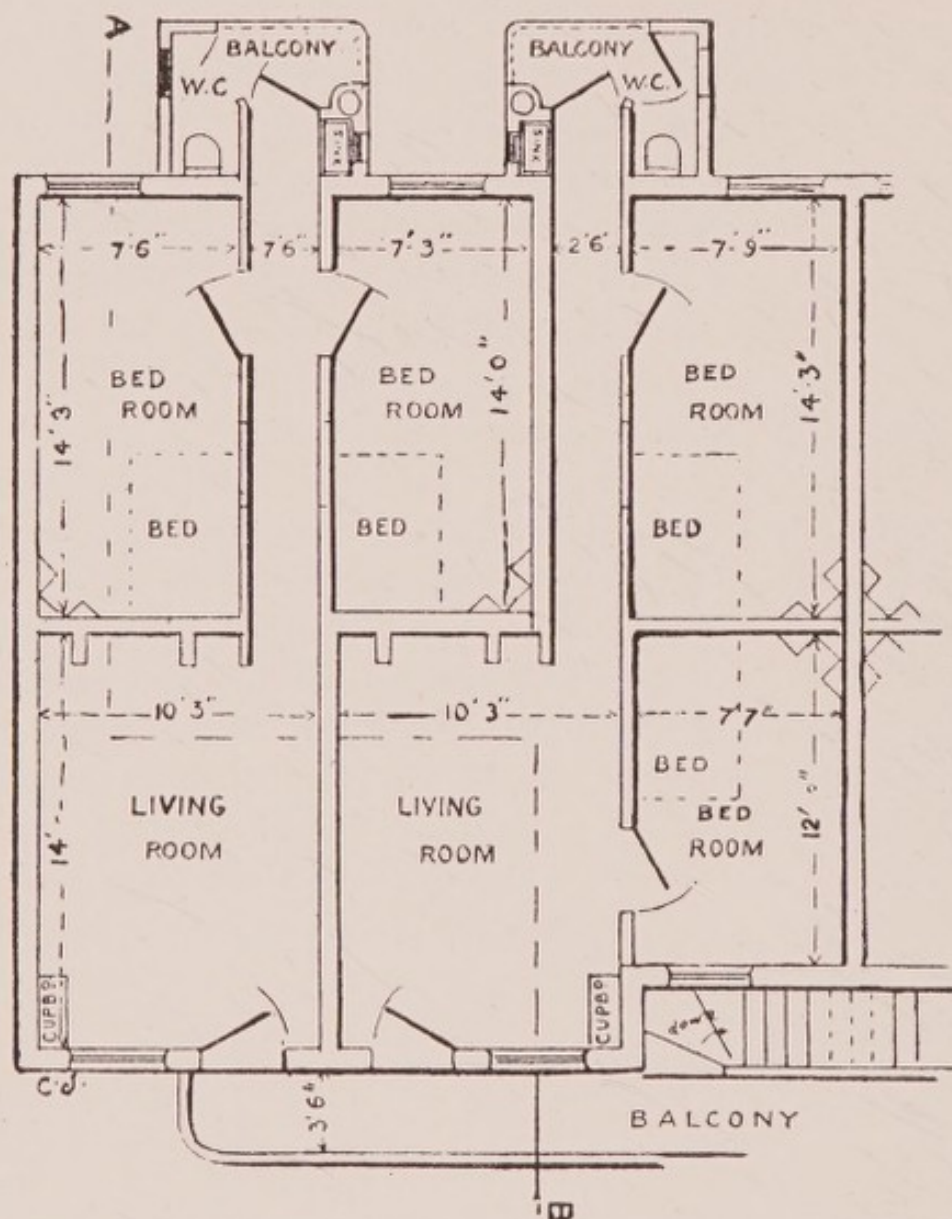 A
BALCONY
W.C.
SINK
BALCONY
W.C.
SINK
7'6"
7'6"
7'3"
2'6"
7'9"
BED
ROOM
14'3"
BED
BED
ROOM
14'0"
BED
BED
ROOM
14'3"
BED
10'3"
10'3"
7'7"
BED
BED
ROOM
LIVING
ROOM
14'
LIVING
ROOM
CUPBD
CUPBD
DOWN
3'6"
BALCONY
B